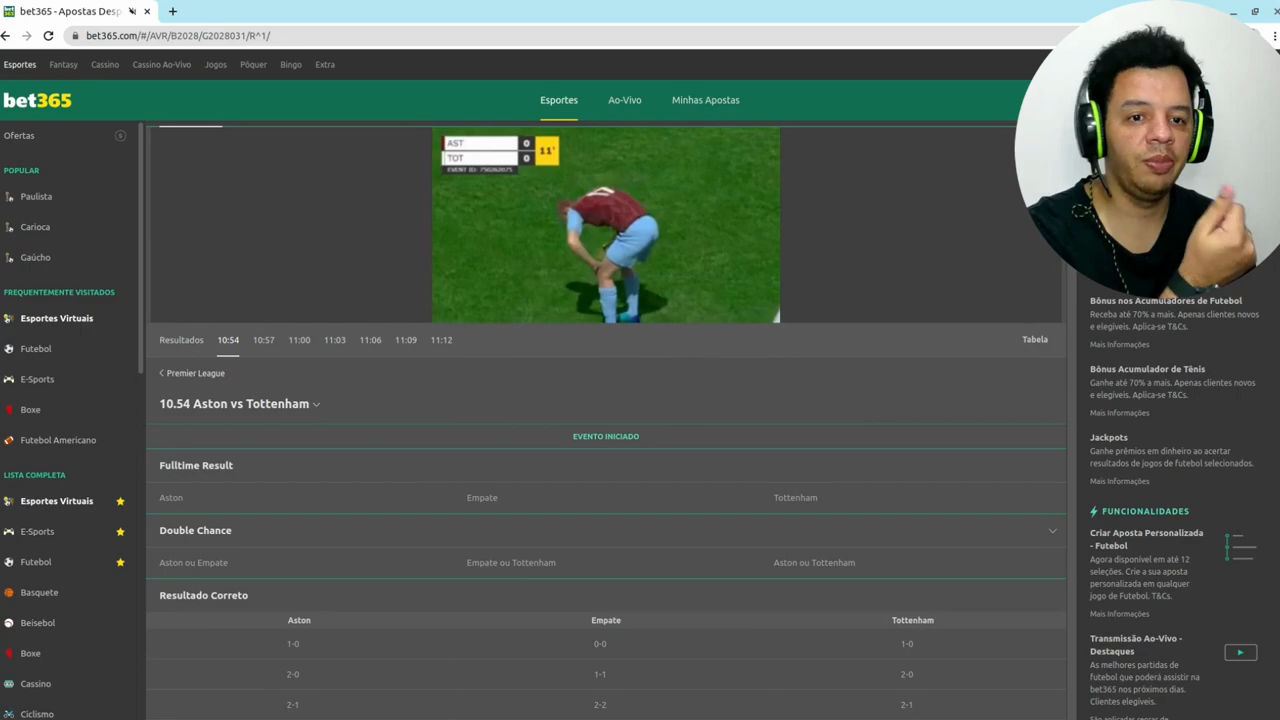 bet365 - Apostas Desp
bet365.com/#/AVR/B2028/G2028031/R^1/
Esportes Fantasy Cassino Cassino Ao-Vivo Jogos Pôquer Bingo Extra
bet365
Esportes Ao-Vivo Minhas Apostas
Ofertas
POPULAR
Paulista
Carioca
Gaúcho
FREQUENTEMENTE VISITADOS
Esportes Virtuais
Futebol
E-Sports
Boxe
Futebol Americano
LISTA COMPLETA
Esportes Virtuais
E-Sports
Futebol
Basquete
Beisebol
Boxe
Cassino
Ciclismo
AST 0
11'
TOT 0
Resultados 10:54 10:57 11:00 11:03 11:06 11:09 11:12 Tabela
Premier League
10.54 Aston vs Tottenham
EVENTO INICIADO
Fulltime Result
Aston Empate Tottenham
Double Chance
Aston ou Empate Empate ou Tottenham Aston ou Tottenham
Resultado Correto
Aston Empate Tottenham
1-0 0-0 1-0
2-0 1-1 2-0
2-1 2-2 2-1
Bônus nos Acumuladores de Futebol
Receba até 70% a mais. Apenas clientes novos
e elegíveis. Aplica-se T&Cs.
Mais Informações
Bônus Acumulador de Tênis
Ganhe até 70% a mais. Apenas clientes novos
e elegíveis. Aplica-se T&Cs.
Mais Informações
Jackpots
Ganhe prêmios em dinheiro ao acertar
resultados de jogos de futebol selecionados.
Mais Informações
FUNCIONALIDADES
Criar Aposta Personalizada
- Futebol
Agora disponível em até 12
seleções. Crie a sua aposta
personalizada em qualquer
jogo de Futebol. T&Cs.
Mais Informações
Transmissão Ao-Vivo -
Destaques
As melhores partidas de
futebol que poderá assistir na
bet365 nos próximos dias.
Clientes elegíveis.